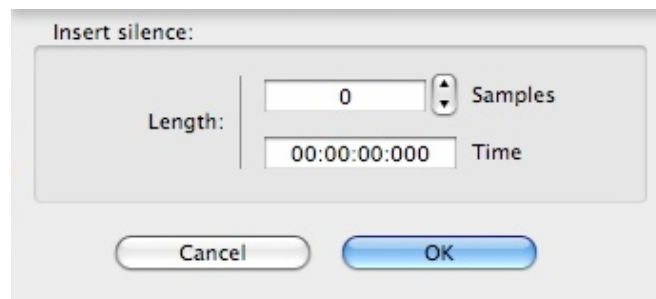 Insert silence:
Length:
0 Samples
00:00:00:000 Time
Cancel OK